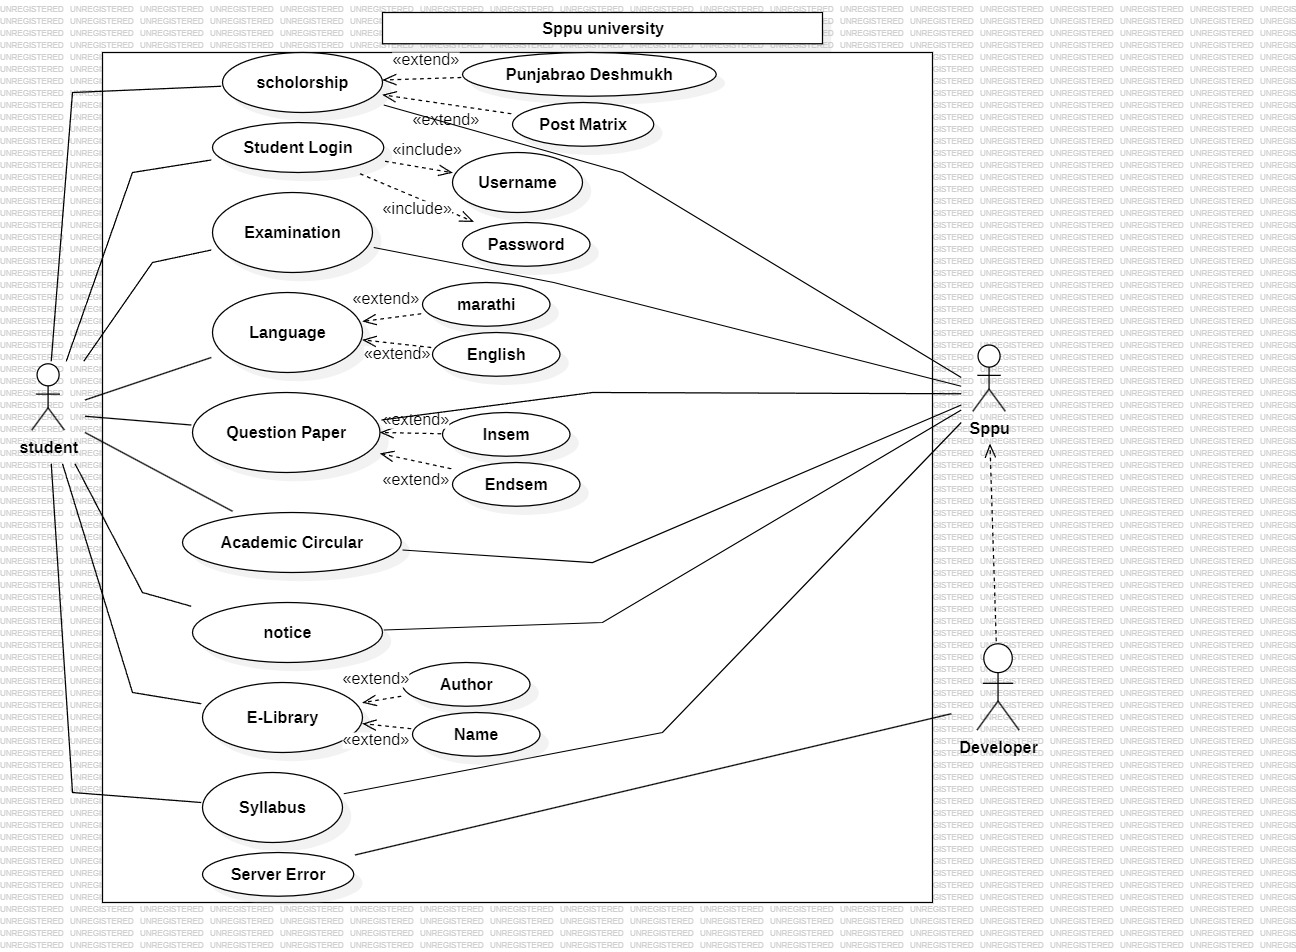 Sppu university
«extend»
Punjabrao Deshmukh
scholorship
«extend»
Post Matrix
Student Login
«include»
Username
«include»
Password
Examination
«extend»
marathi
Language
«extend»
English
«extend»
Question Paper
Insem
«extend»
Endsem
student
Sppu
Academic Circular
notice
«extend»
Author
E-Library
Name
«extend»
Developer
Syllabus
Server Error
UNREGISTERED